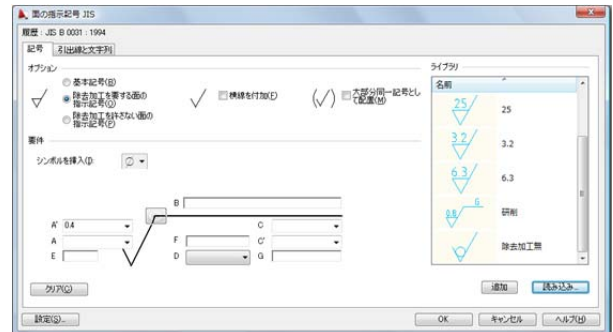 面の指示記号 JIS
履歴 : JIS B 0031 : 1994
記号 引出線と文字列
オプション
基本記号(B)
除去加工を要する面の
指示記号(Q)
除去加工を許さない面の
指示記号(P)
横線を付加(F)
大部分同一記号とし
て配置(M)
要件
シンボルを挿入(I):
B
A' 0.4
C
A
F
C'
E
D
G
クリア(C)
ライブラリ
名前
25 25
3.2 3.2
6.3 6.3
0.8 G 研削
除去加工無
追加 読み込み...
設定(S)...
OK キャンセル ヘルプ(H)